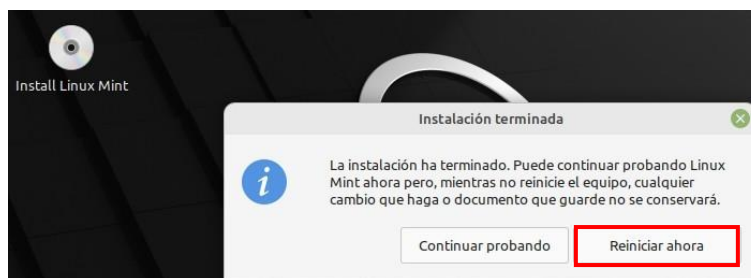 Install Linux Mint
Instalación terminada
La instalación ha terminado. Puede continuar probando Linux
Mint ahora pero, mientras no reinicie el equipo, cualquier
cambio que haga o documento que guarde no se conservará.
Continuar probando
Reiniciar ahora